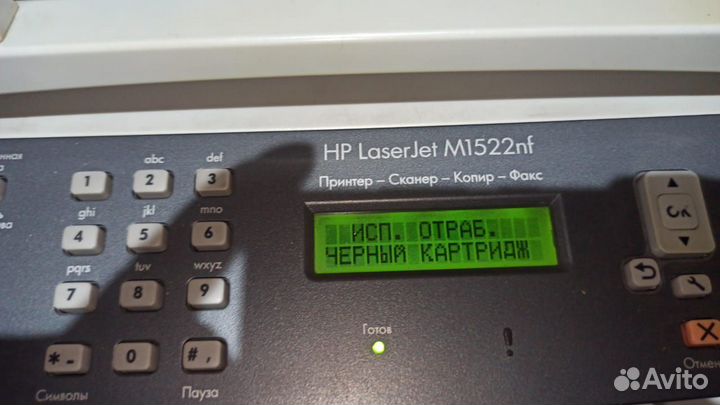 HP LaserJet M1522nf
Принтер – Сканер – Копир – Факс
ИСП. ОТРАБ.
ЧЕРНЫЙ КАРТРИДЖ
Готов
!
abc
def
1
2
3
ghi
jkl
mno
4
5
6
pqrs
tuv
wxyz
7
8
9
* -
0
# ,
Символы
Пауза
OK
X
Avito